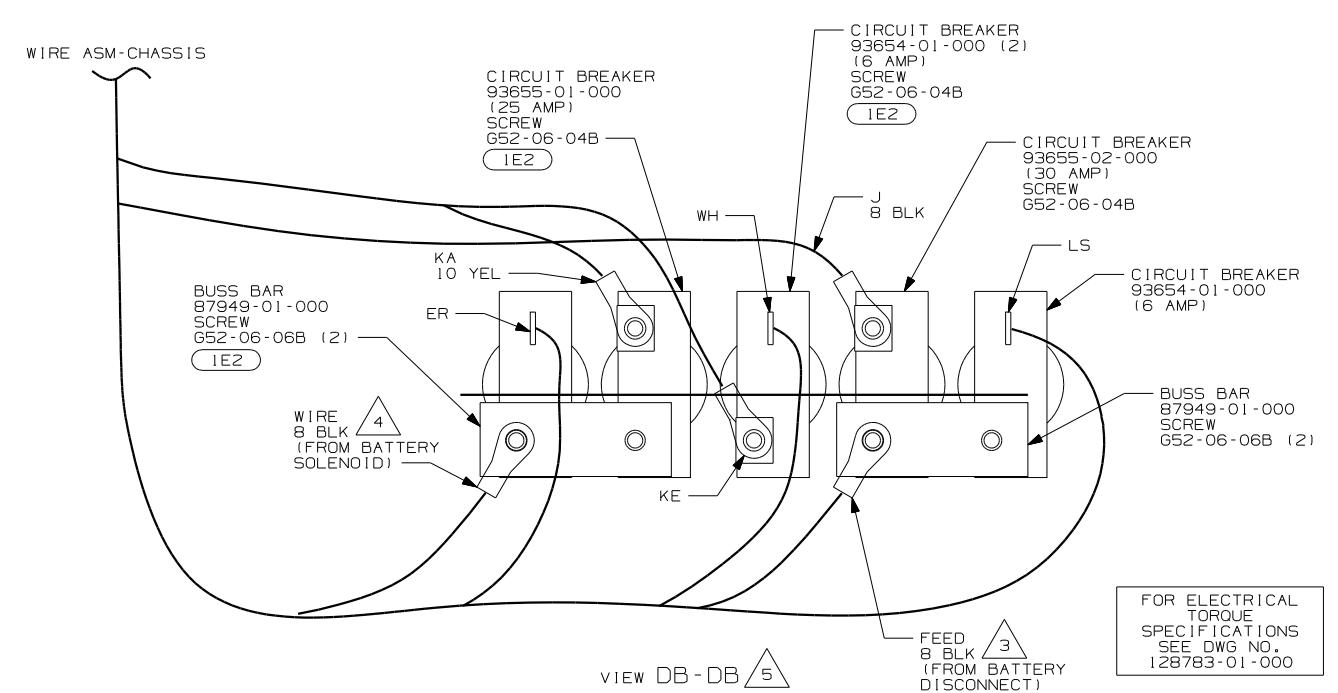 WIRE ASM-CHASSIS
CIRCUIT BREAKER
93655-01-000
(25 AMP)
SCREW
G52-06-04B
1E2
CIRCUIT BREAKER
93654-01-000 (2)
(6 AMP)
SCREW
G52-06-04B
1E2
CIRCUIT BREAKER
93655-02-000
(30 AMP)
SCREW
G52-06-04B
J
8 BLK
WH
LS
KA
10 YEL
CIRCUIT BREAKER
93654-01-000
(6 AMP)
BUSS BAR
87949-01-000
SCREW
G52-06-06B (2)
1E2
ER
WIRE
8 BLK 4
(FROM BATTERY
SOLENOID)
BUSS BAR
87949-01-000
SCREW
G52-06-06B (2)
KE
FEED
8 BLK 3
(FROM BATTERY
DISCONNECT)
VIEW DB-DB 5
FOR ELECTRICAL
TORQUE
SPECIFICATIONS
SEE DWG NO.
128783-01-000